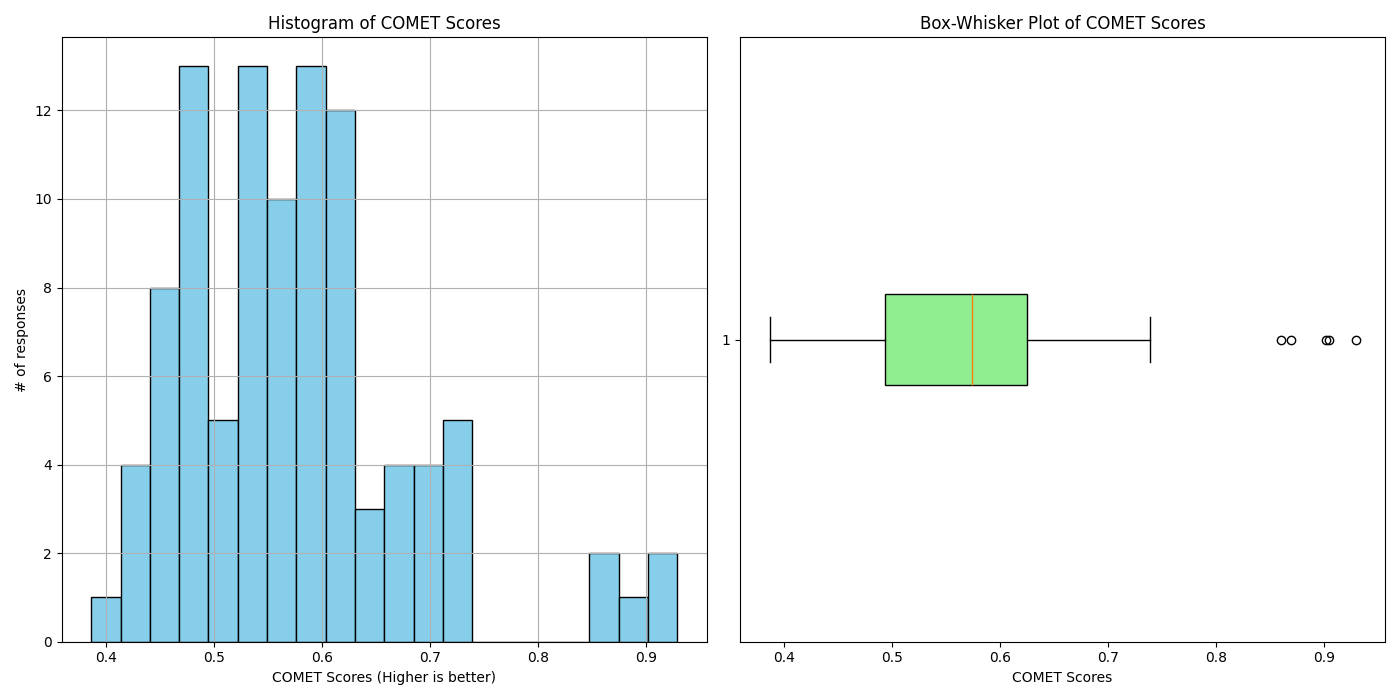 Histogram of COMET Scores
# of responses
12
10
8
6
4
2
0
0.4 0.5 0.6 0.7 0.8 0.9
COMET Scores (Higher is better)
Box-Whisker Plot of COMET Scores
1
0.4 0.5 0.6 0.7 0.8 0.9
COMET Scores